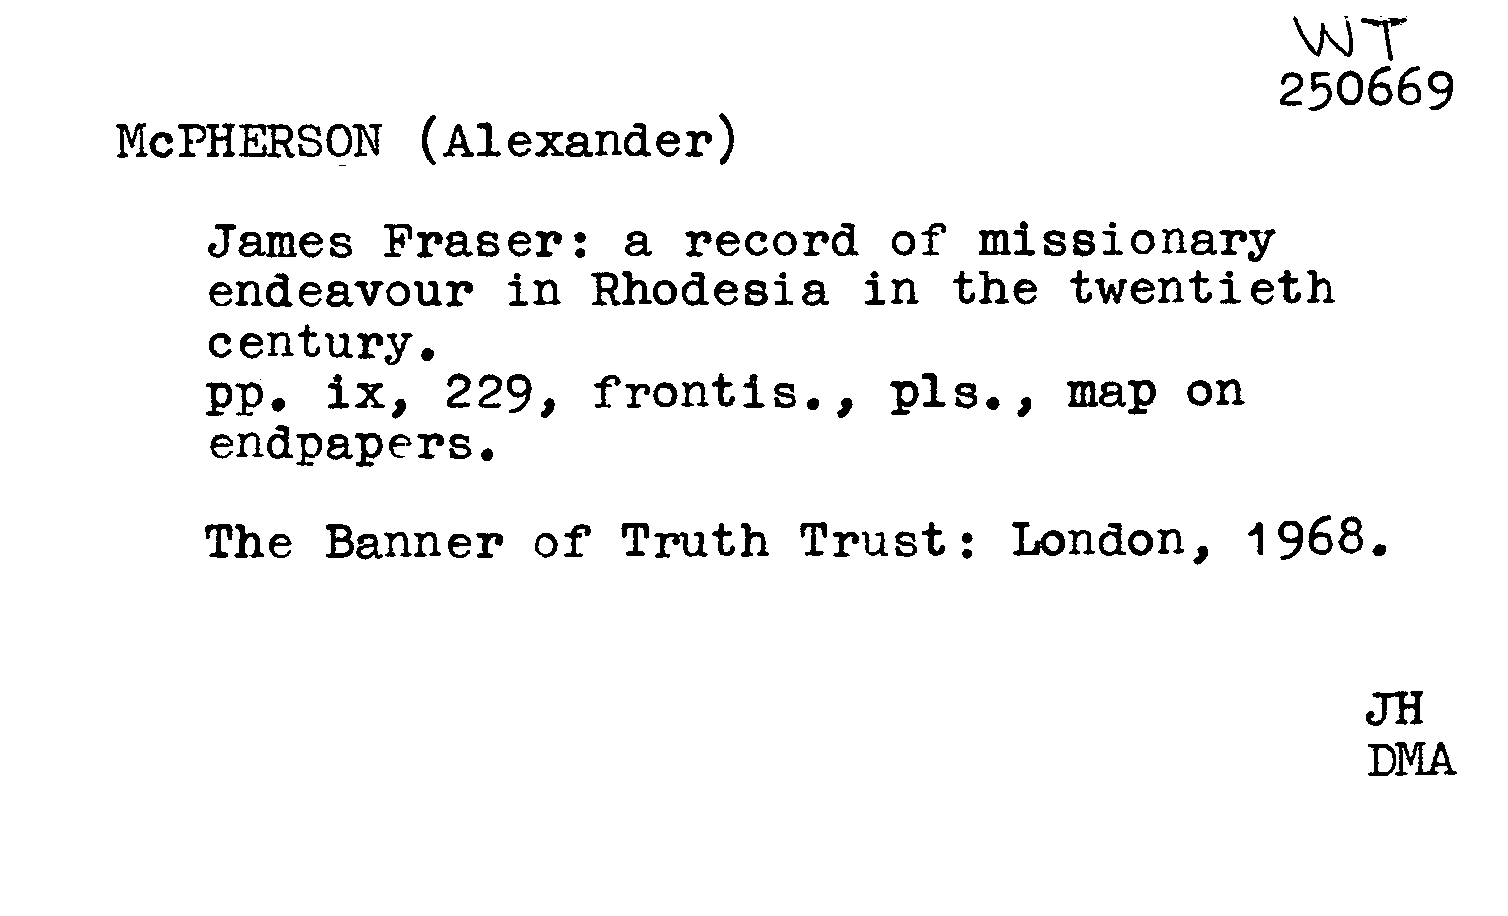 WT
250669
McPHERSON (Alexander)
James Fraser: a record of missionary
endeavour in Rhodesia in the twentieth
century.
pp. ix, 229, frontis., pls., map on
endpapers.
The Banner of Truth Trust: London, 1968.
JH
DMA